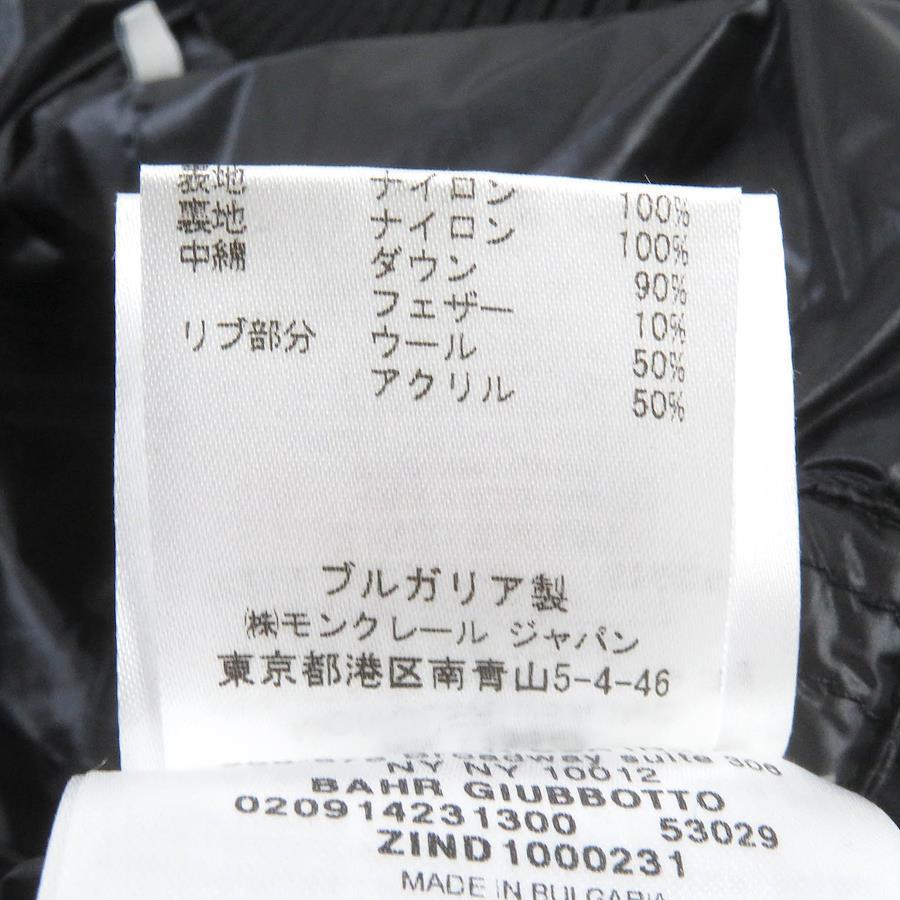 表地 ナイロン 100%
裏地 ナイロン 100%
中綿 ダウン 90%
フェザー 10%
リブ部分 ウール 50%
アクリル 50%
ブルガリア製
㈱モンクレール ジャパン
東京都港区南青山5-4-46
Broadway suite 306
NY NY 10012
BAHR GIUBBOTTO
020914231300 53029
ZIND1000231
MADE IN BULGARIA